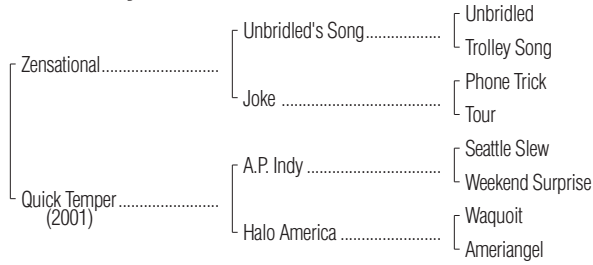 Unbridled
Unbridled's Song
Trolley Song
Zensational
Phone Trick
Joke
Tour
Seattle Slew
A.P. Indy
Weekend Surprise
Quick Temper
(2001)
Waquoit
Halo America
Ameriangel